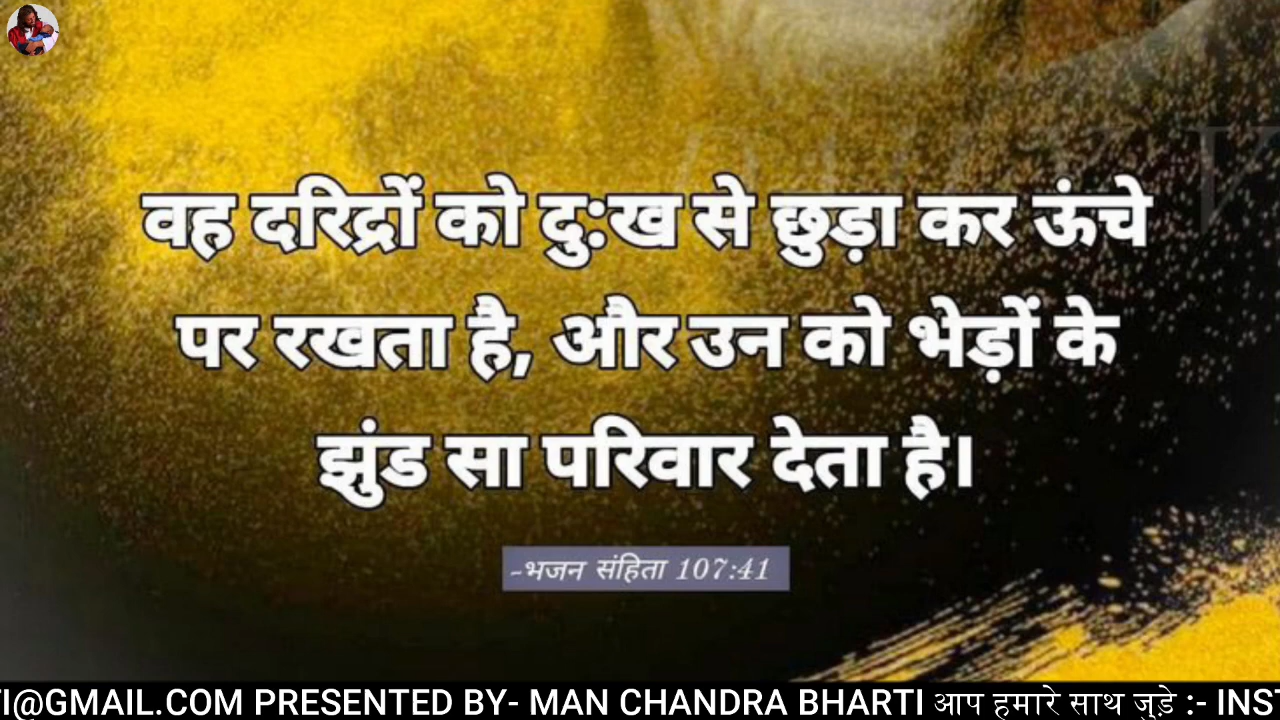 वह दरिद्रों को दु:ख से छुड़ा कर ऊंचे
पर रखता है, और उन को भेड़ों के
झुंड सा परिवार देता है।
-भजन संहिता 107:41
TI@GMAIL.COM PRESENTED BY- MAN CHANDRA BHARTI आप हमारे साथ जुड़े :- INST